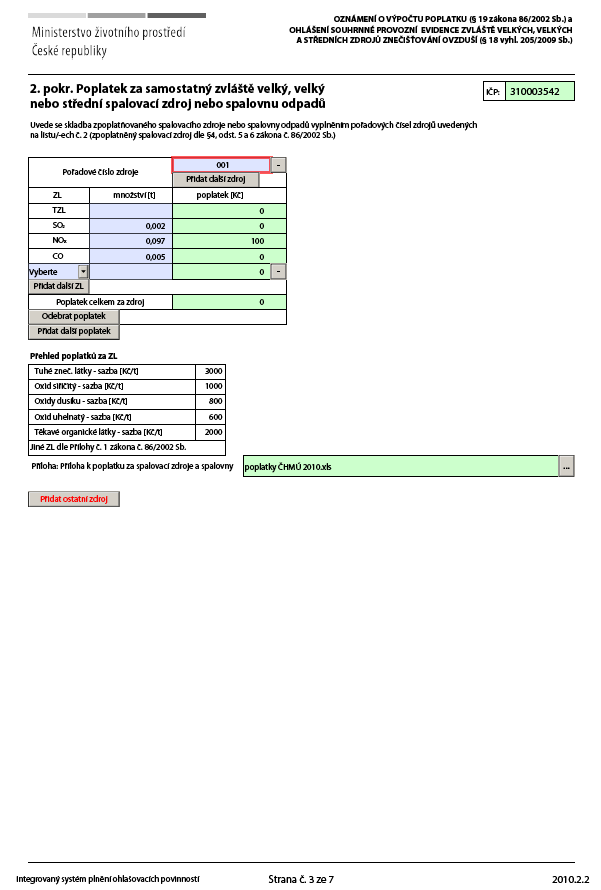 Ministerstvo životního prostředí
České republiky
OZNÁMENÍ O VÝPOČTU POPLATKU (§ 19 zákona 86/2002 Sb.) a
OHLÁŠENÍ SOUHRNNÉ PROVOZNÍ EVIDENCE ZVLÁŠTĚ VELKÝCH, VELKÝCH
A STŘEDNÍCH ZDROJŮ ZNEČIŠŤOVÁNÍ OVZDUŠÍ (§ 18 vyhl. 205/2009 Sb.)
2. pokr. Poplatek za samostatný zvláště velký, velký
nebo střední spalovací zdroj nebo spalovnu odpadů
IČP: 310003542
Uvede se skladba zpoplatňovaného spalovacího zdroje nebo spalovny odpadů vyplněním pořadových čísel zdrojů uvedených
na listu/-ech č. 2 (zpoplatněný spalovací zdroj dle §4, odst. 5 a 6 zákona č. 86/2002 Sb.)
Pořadové číslo zdroje 001 -
Přidat další zdroj
ZL množství [t] poplatek [Kč]
TZL 0
SO₂ 0,002 0
NOₓ 0,097 100
CO 0,005 0
Vyberte 0 -
Přidat další ZL
Poplatek celkem za zdroj 0
Odebrat poplatek
Přidat další poplatek
Přehled poplatků za ZL
Tuhé zneč. látky - sazba [Kč/t] 3000
Oxid siřičitý - sazba [Kč/t] 1000
Oxidy dusíku - sazba [Kč/t] 800
Oxid uhelnatý - sazba [Kč/t] 600
Těkavé organické látky - sazba [Kč/t] 2000
Jiné ZL dle Přílohy č. 1 zákona č. 86/2002 Sb.
Příloha: Příloha k poplatku za spalovací zdroje a spalovny poplatky ČHMÚ 2010.xls ...
Přidat ostatní zdroj
Integrovaný systém plnění ohlašovacích povinností Strana č. 3 ze 7 2010.2.2